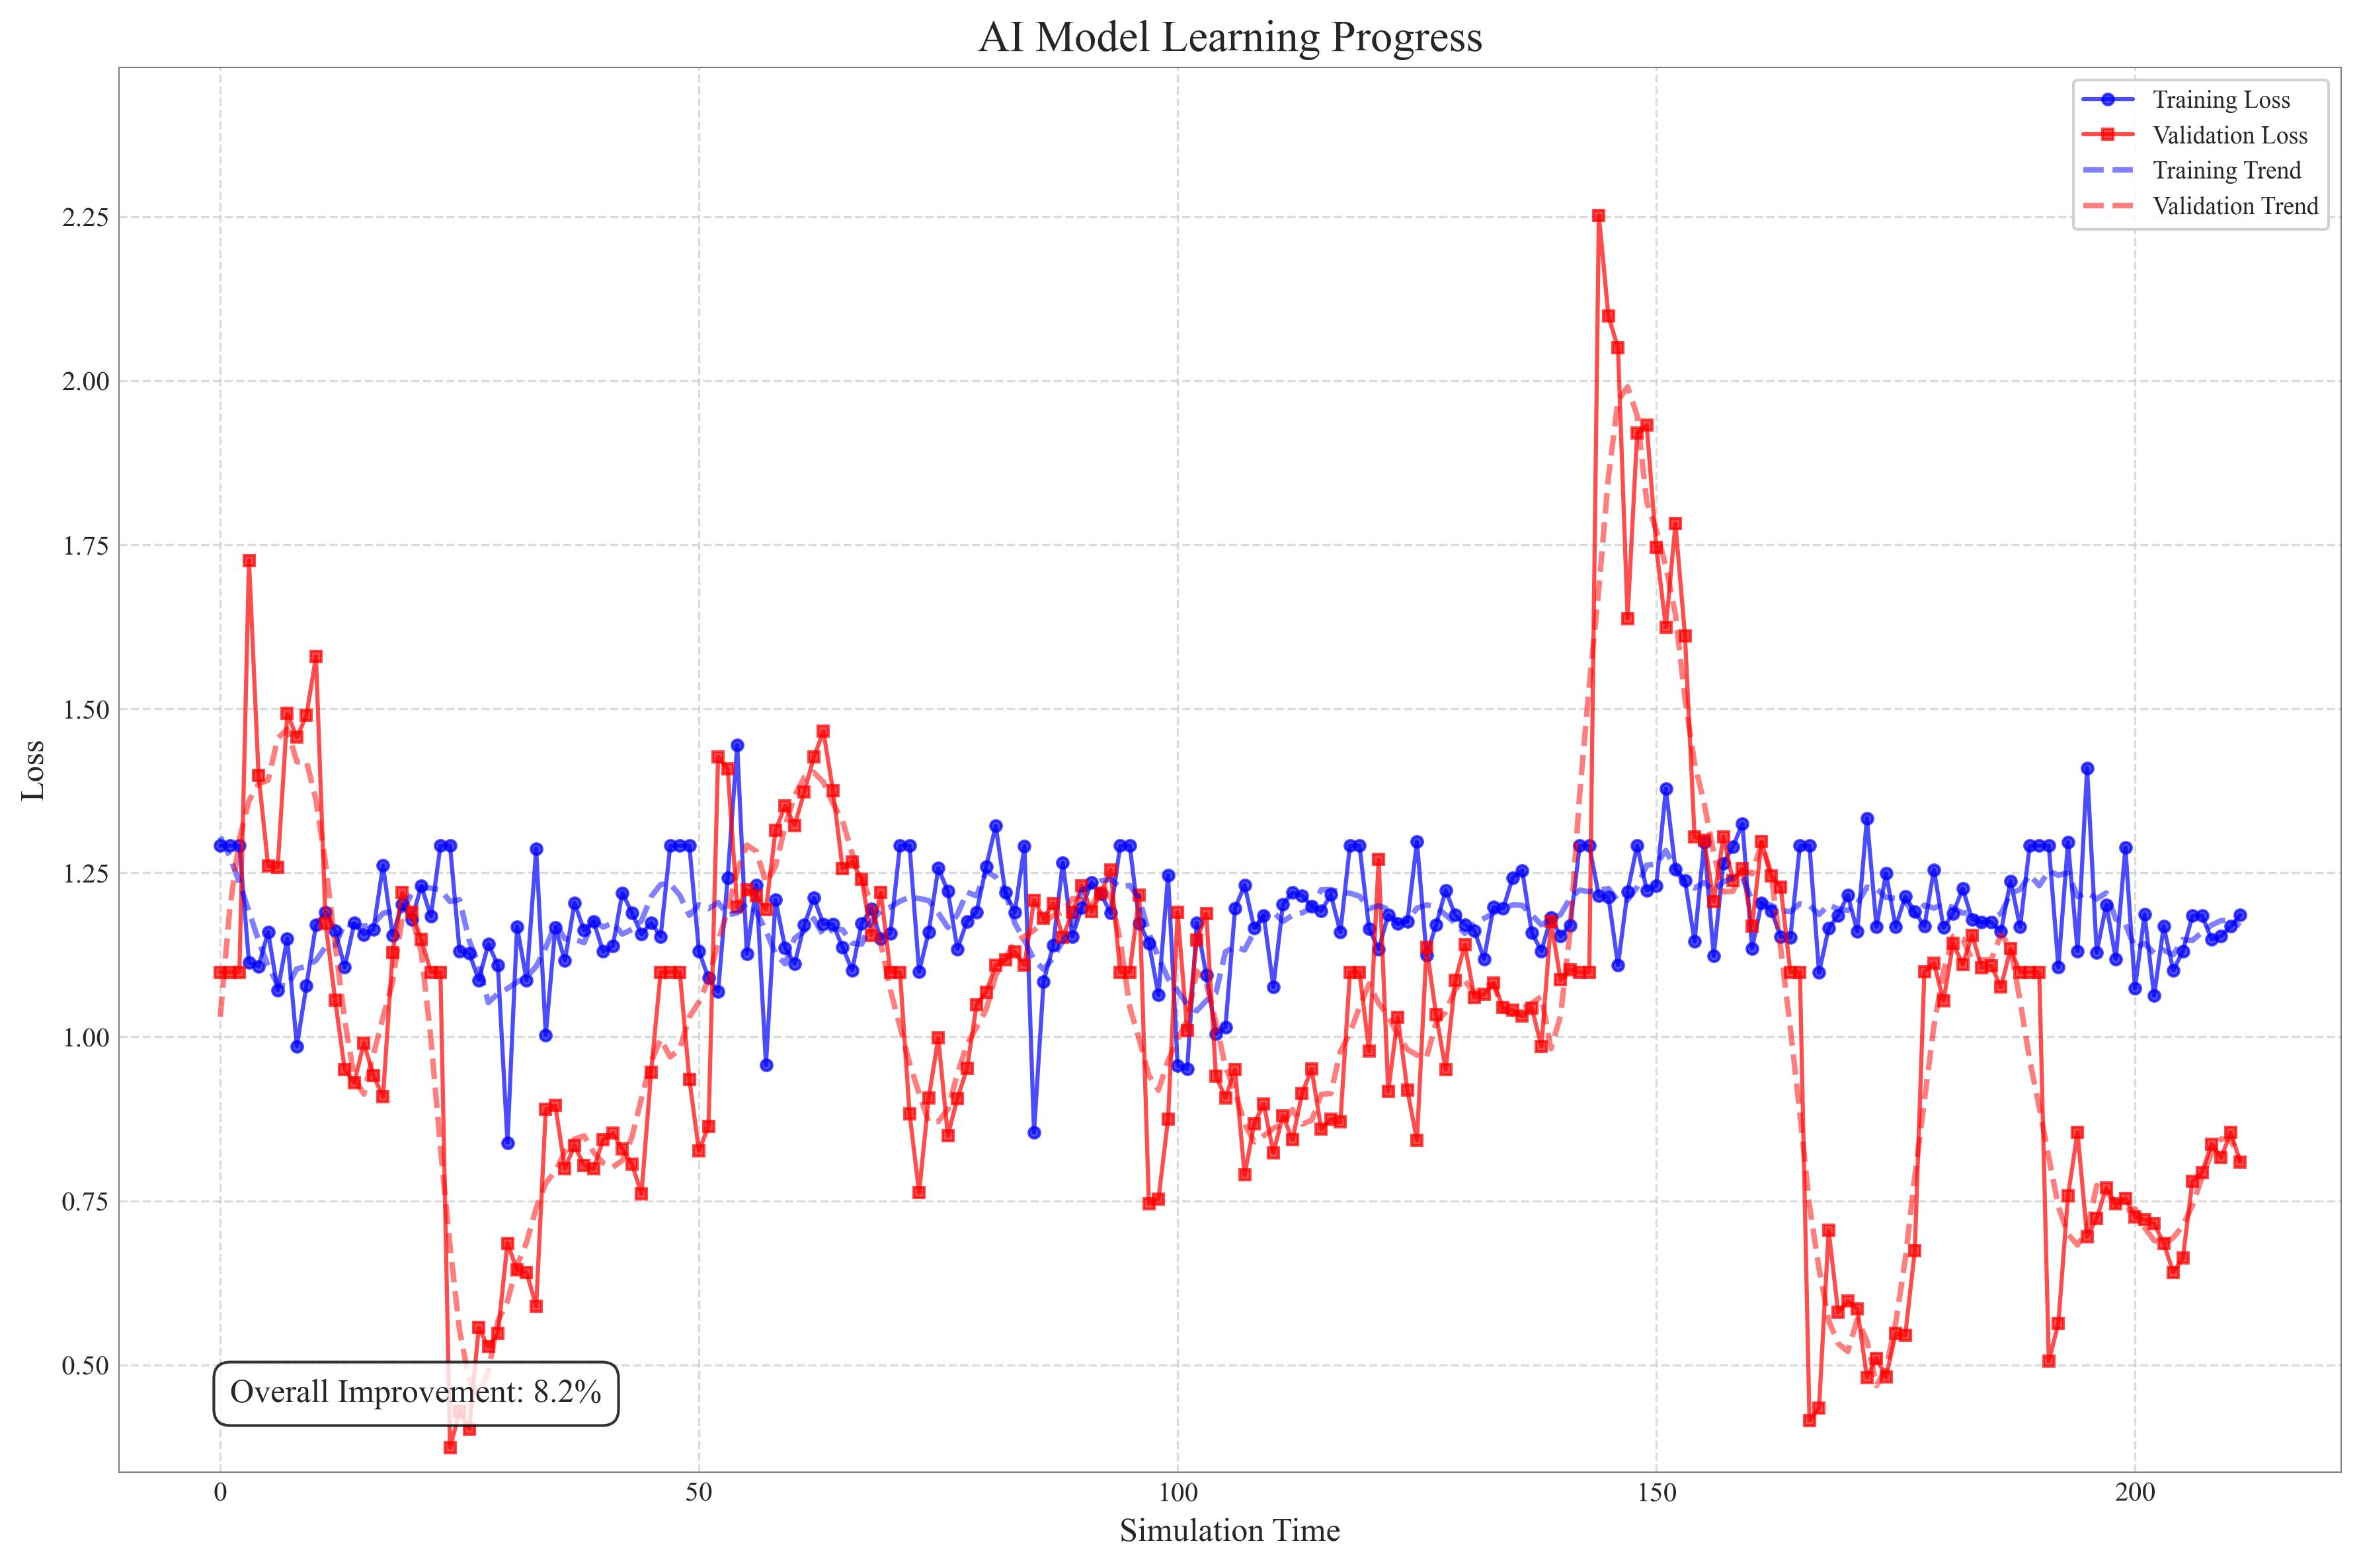 AI Model Learning Progress
Training Loss
Validation Loss
Training Trend
Validation Trend
2.25
2.00
1.75
1.50
1.25
1.00
0.75
0.50
Loss
Overall Improvement: 8.2%
0 50 100 150 200
Simulation Time